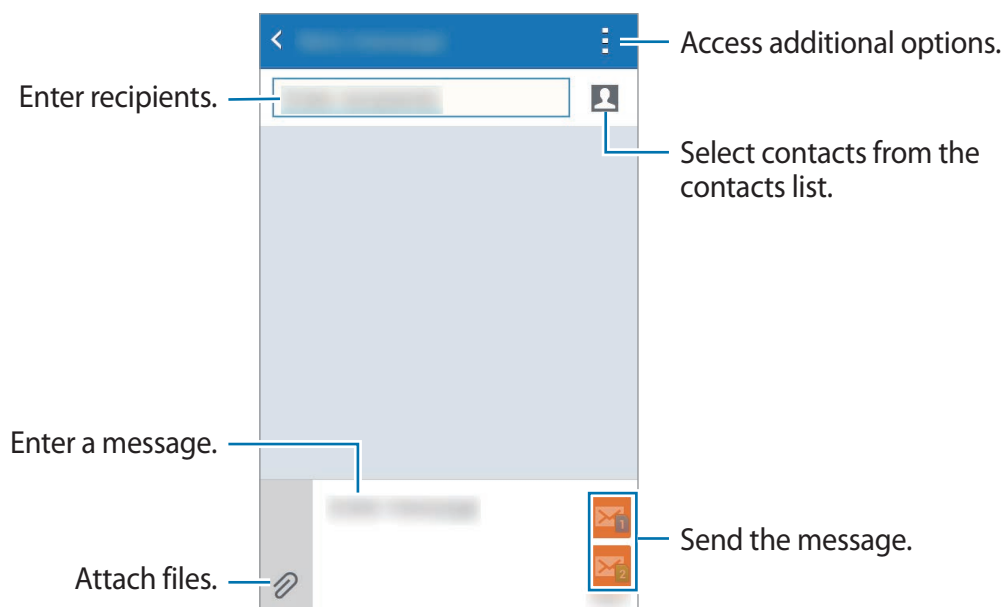 Access additional options.
Enter recipients.
Select contacts from the
contacts list.
Enter a message.
1
Send the message.
2
Attach files.